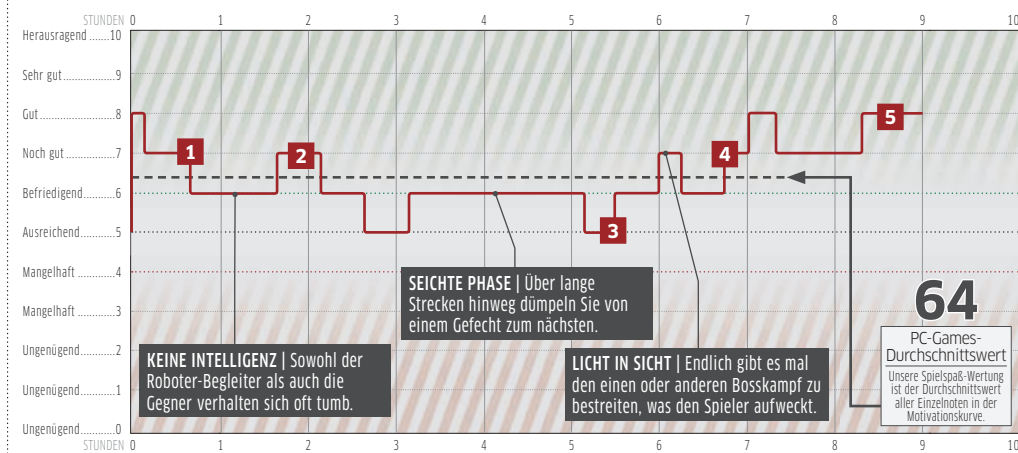 STUNDEN 0 1 2 3 4 5 6 7 8 9 10
Herausragend ......10
Sehr gut ...............9
Gut ........................8
Noch gut ...............7
Befriedigend.........6
Ausreichend..........5
Mangelhaft ...........4
Mangelhaft ...........3
Ungenügend...........2
Ungenügend...........1
Ungenügend...........0
STUNDEN 0 1 2 3 4 5 6 7 8 9 10
1
2
3
4
5
KEINE INTELLIGENZ | Sowohl der
Roboter-Begleiter als auch die
Gegner verhalten sich oft tumb.
SEICHTE PHASE | Über lange
Strecken hinweg dümpeln Sie von
einem Gefecht zum nächsten.
LICHT IN SICHT | Endlich gibt es mal
den einen oder anderen Bosskampf zu
bestreiten, was den Spieler aufweckt.
64
PC-Games-
Durchschnittswert
Unsere Spielspaß-Wertung
ist der Durchschnittswert
aller Einzelnoten in der
Motivationskurve.